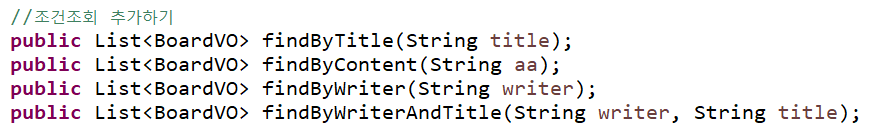 //조건조회 추가하기
public List<BoardVO> findByTitle(String title);
public List<BoardVO> findByContent(String aa);
public List<BoardVO> findByWriter(String writer);
public List<BoardVO> findByWriterAndTitle(String writer, String title);